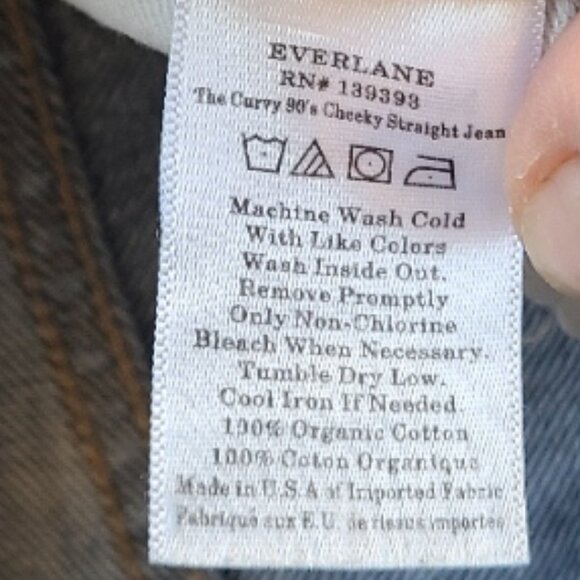 EVERLANE
RN# 139393
The Curvy 90's Cheeky Straight Jean
Machine Wash Cold
With Like Colors
Wash Inside Out.
Remove Promptly
Only Non-Chlorine
Bleach When Necessary.
Tumble Dry Low.
Cool Iron If Needed.
100% Organic Cotton
100% Coton Organique
Made in U.S.A of Imported Fabric
Fabriqué aux E.U. de tissus importés